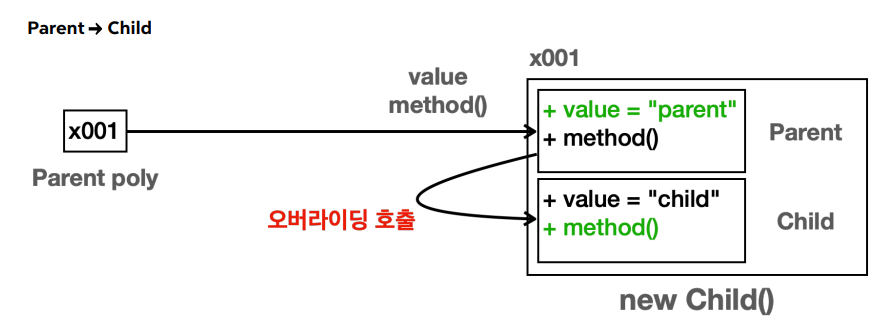 Parent → Child
x001
value
method()
x001
Parent poly
+ value = "parent"
+ method()
Parent
오버라이딩 호출
+ value = "child"
+ method()
Child
new Child()